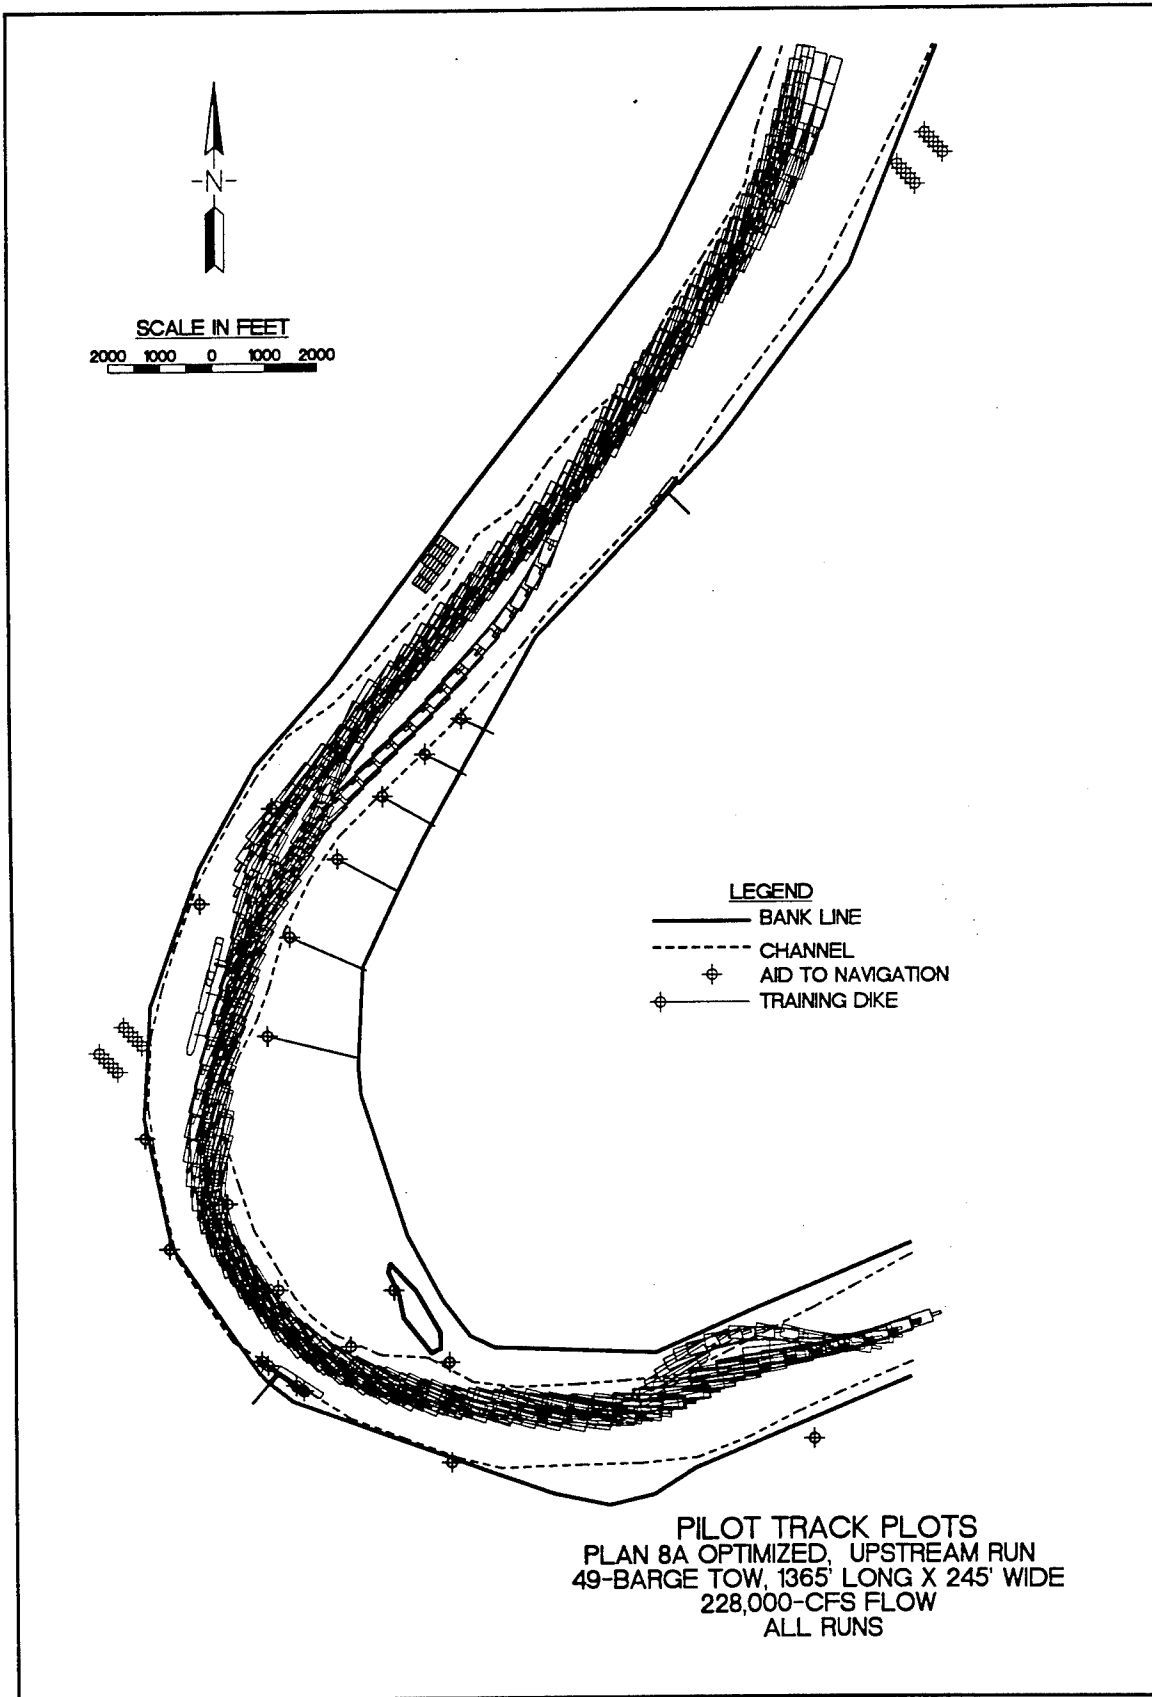 -N-
SCALE IN FEET
2000 1000 0 1000 2000
LEGEND
BANK LINE
CHANNEL
AID TO NAVIGATION
TRAINING DIKE
PILOT TRACK PLOTS
PLAN 8A OPTIMIZED, UPSTREAM RUN
49-BARGE TOW, 1365' LONG X 245' WIDE
228,000-CFS FLOW
ALL RUNS